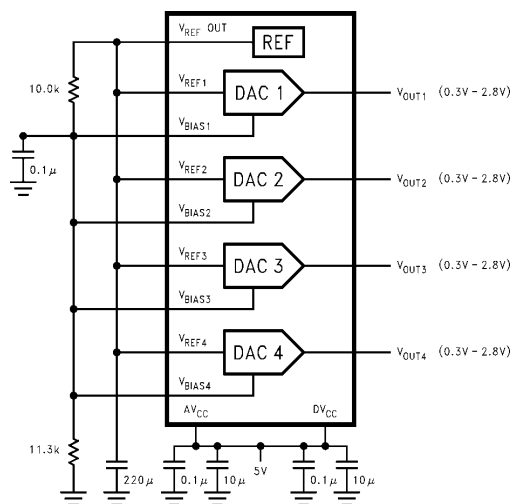 V_REF OUT
REF
V_REF1
10.0k
DAC 1
V_OUT1 (0.3V – 2.8V)
V_BIAS1
0.1μ
V_REF2
DAC 2
V_OUT2 (0.3V – 2.8V)
V_BIAS2
V_REF3
DAC 3
V_OUT3 (0.3V – 2.8V)
V_BIAS3
V_REF4
DAC 4
V_OUT4 (0.3V – 2.8V)
V_BIAS4
AV_CC
DV_CC
11.3k
220μ
0.1μ
10μ
5V
0.1μ
10μ